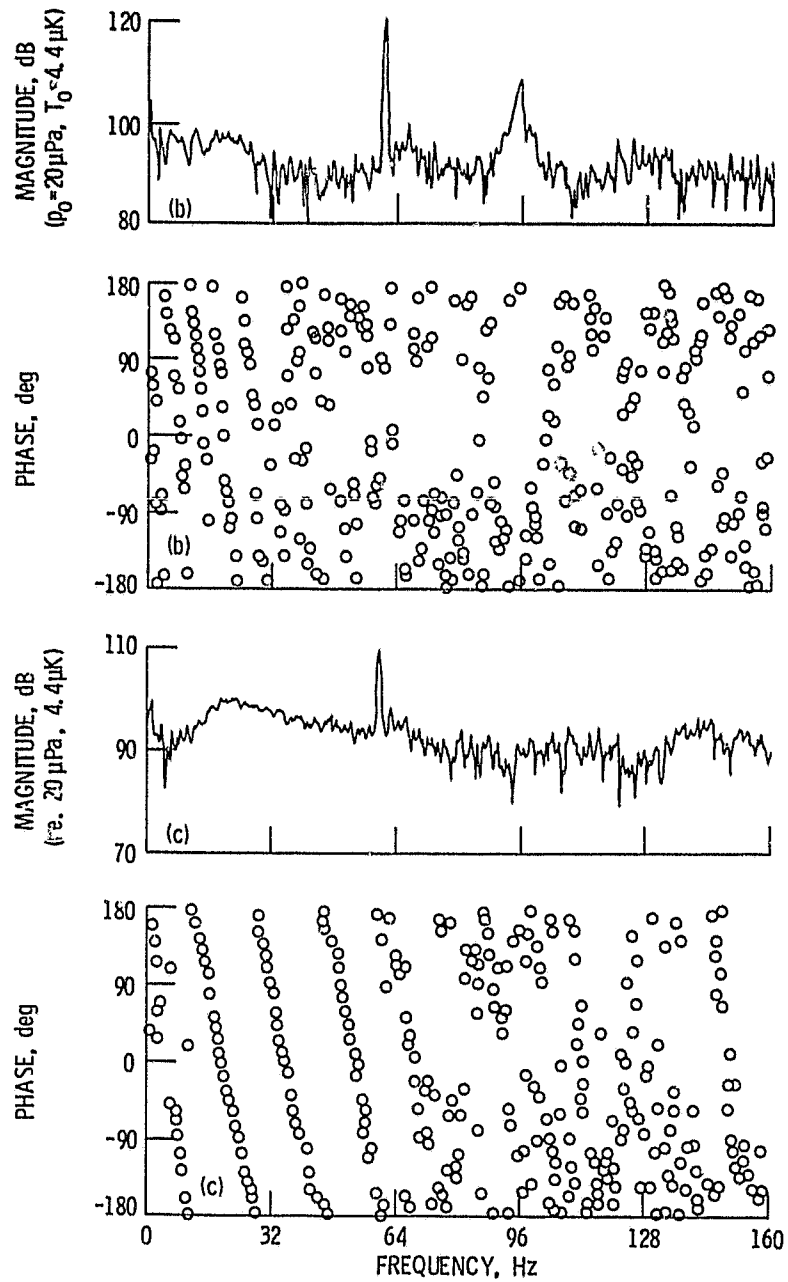 MAGNITUDE, dB
(p₀=20μPa, T₀=4.4μK)
120
100
80
(b)
PHASE, deg
180
90
0
-90
-180
(b)
MAGNITUDE, dB
(re. 20 μPa, 4.4μK)
110
90
70
(c)
PHASE, deg
180
90
0
-90
-180
(c)
0 32 64 96 128 160
FREQUENCY, Hz